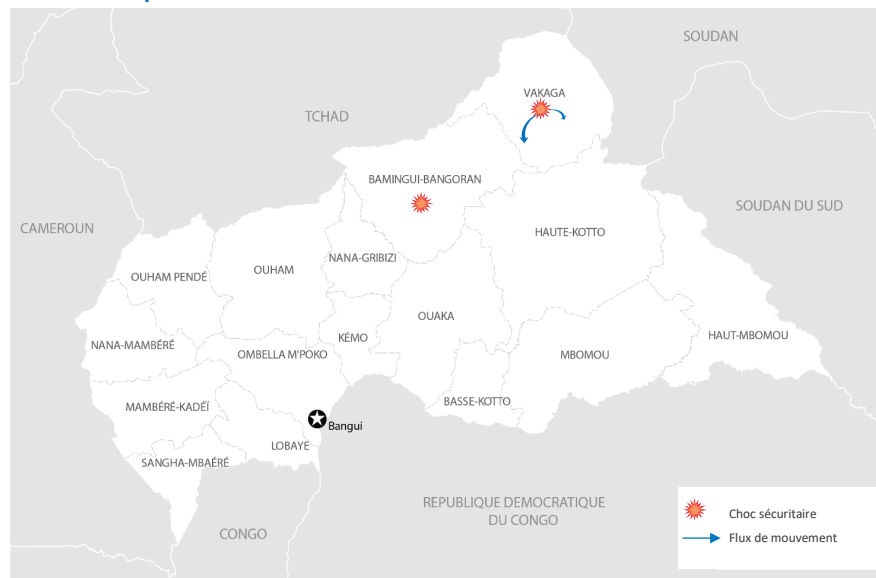 SOUDAN
VAKAGA
TCHAD
BAMINGUI-BANGORAN
SOUDAN DU SUD
CAMEROUN
HAUTE-KOTTO
NANA-GRIBIZI
OUHAM
OUHAM PENDÉ
OUAKA
KÉMO
HAUT-MBOMOU
NANA-MAMBÉRÉ
OMBELLA M'POKO
MBOMOU
BASSE-KOTTO
MAMBÉRÉ-KADÉÏ
Bangui
LOBAYE
SANGHA-MBAÉRÉ
REPUBLIQUE DEMOCRATIQUE
DU CONGO
CONGO
Choc sécuritaire
Flux de mouvement